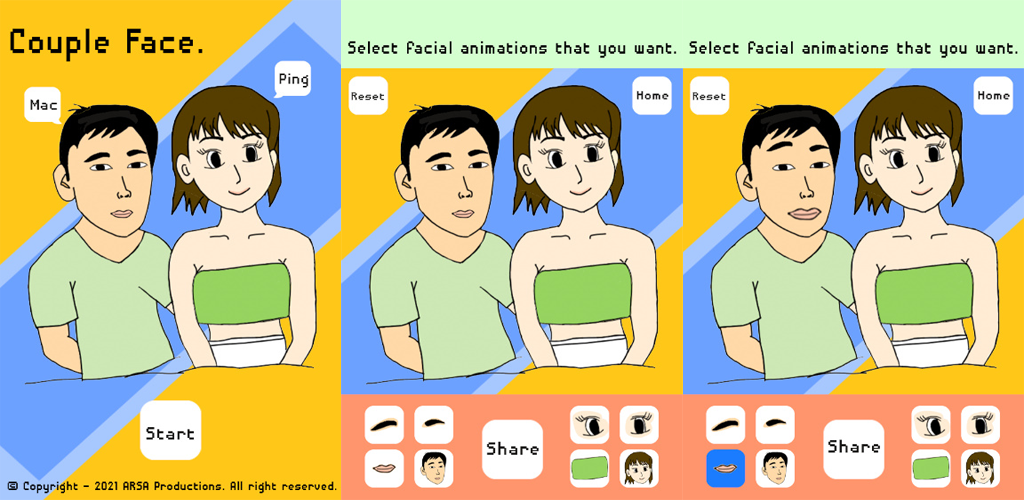 Couple Face.
Ping
Mac
Start
© Copyright - 2021 ARSA Productions. All right reserved.
Select facial animations that you want.
Reset
Home
Share
Select facial animations that you want.
Reset
Home
Share